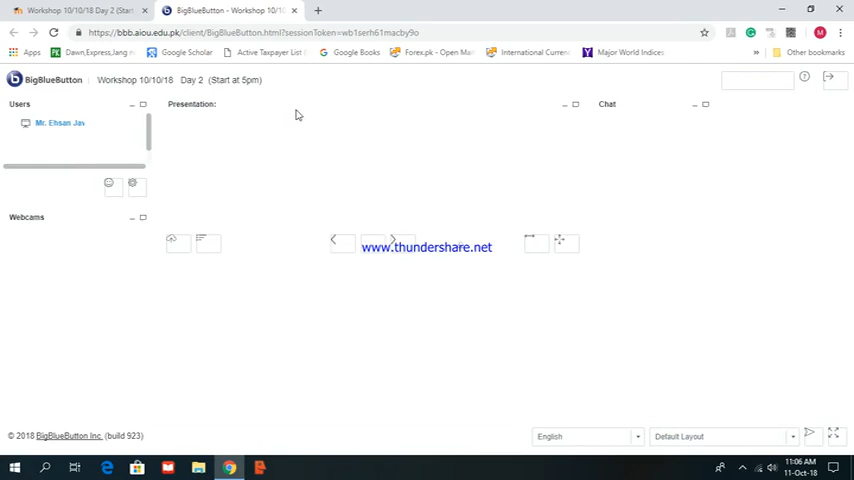 Workshop 10/10/18 Day 2 (Star
BigBlueButton - Workshop 10/1
https://bbb.aiou.edu.pk/client/BigBlueButton.html?sessionToken=wb1serh61macby9o
M
Apps
Dawn,Express,Jang n
Google Scholar
Active Taxpayer List
Google Books
Forex.pk - Open Ma
International Curren
Major World Indices
»
Other bookmarks
BigBlueButton
Workshop 10/10/18 Day 2 (Start at 5pm)
Users
Presentation:
Chat
Mr. Ehsan Jav
Webcams
www.thundershare.net
© 2018 BigBlueButton Inc. (build 923)
English
Default Layout
11:06 AM
11-Oct-18